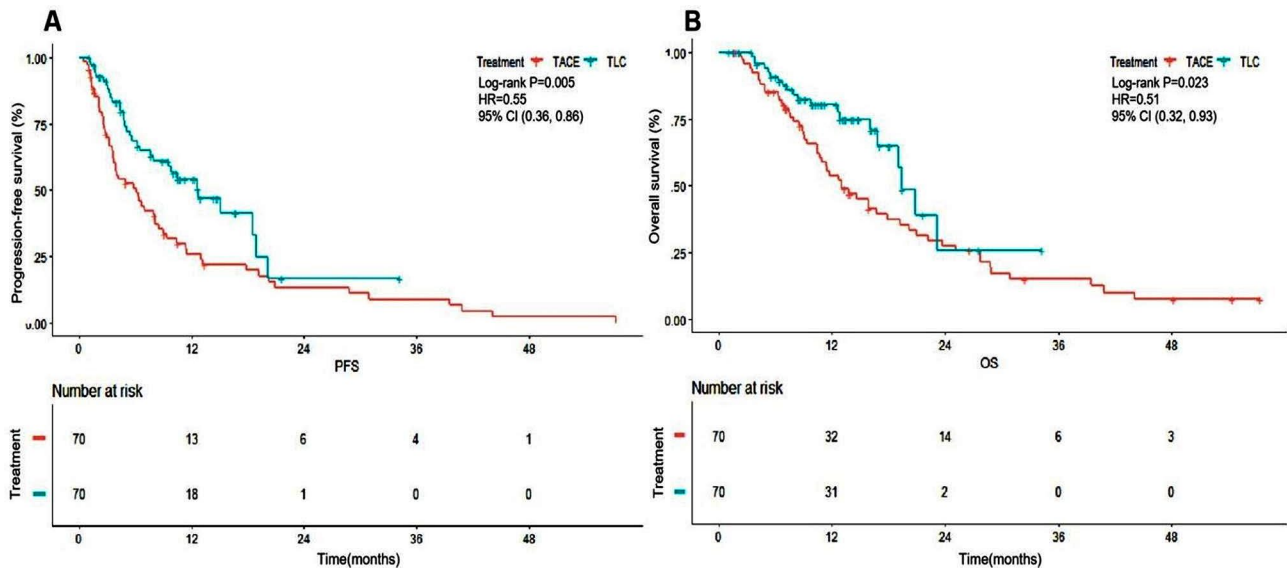 A
Progression-free survival (%)
1.00
75
50
25
0.00
Treatment TACE TLC
Log-rank P=0.005
HR=0.55
95% CI (0.36, 0.86)
0 12 24 36 48
PFS
Number at risk
Treatment
70 13 6 4 1
70 18 1 0 0
0 12 24 36 48
Time(months)
B
Overall survival (%)
1.00
0.75
.50
.25
0.00
Treatment TACE TLC
Log-rank P=0.023
HR=0.51
95% CI (0.32, 0.93)
0 12 24 36 48
OS
Number at risk
Treatment
70 32 14 6 3
70 31 2 0 0
0 12 24 36 48
Time(months)